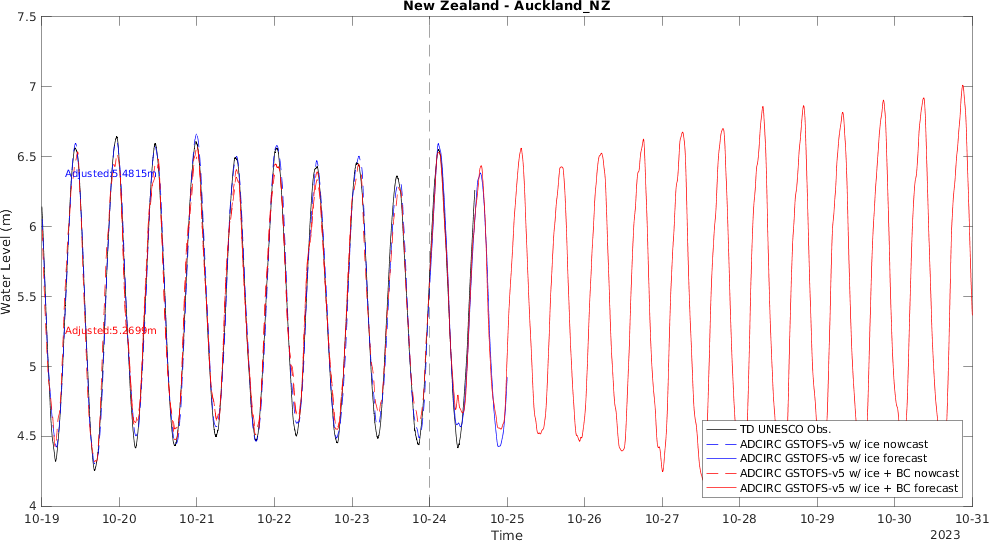 New Zealand - Auckland_NZ
7.5
7
6.5
6
5.5
5
4.5
4
Water Level (m)
Adjusted:5.4815m
Adjusted:5.2699m
TD UNESCO Obs.
ADCIRC GSTOFS-v5 w/ ice nowcast
ADCIRC GSTOFS-v5 w/ ice forecast
ADCIRC GSTOFS-v5 w/ ice + BC nowcast
ADCIRC GSTOFS-v5 w/ ice + BC forecast
10-19 10-20 10-21 10-22 10-23 10-24 10-25 10-26 10-27 10-28 10-29 10-30 10-31
Time
2023